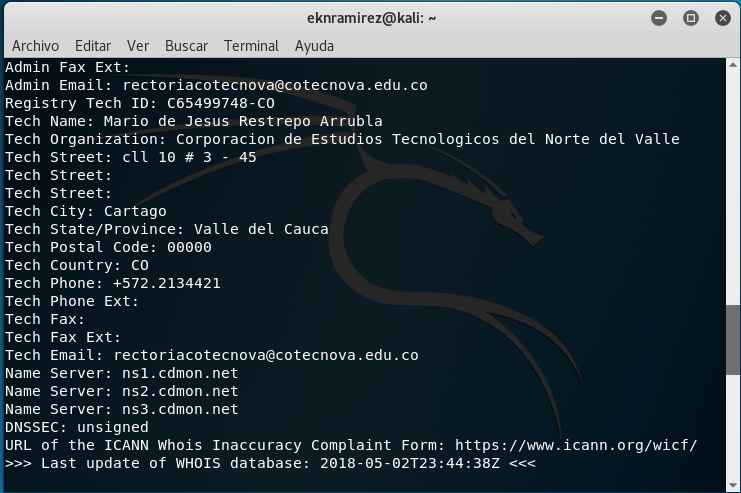 eknramirez@kali: ~
Archivo Editar Ver Buscar Terminal Ayuda
Admin Fax Ext:
Admin Email: rectoriacotecnova@cotecnova.edu.co
Registry Tech ID: C65499748-CO
Tech Name: Mario de Jesus Restrepo Arrubla
Tech Organization: Corporacion de Estudios Tecnologicos del Norte del Valle
Tech Street: cll 10 # 3 - 45
Tech Street:
Tech Street:
Tech City: Cartago
Tech State/Province: Valle del Cauca
Tech Postal Code: 00000
Tech Country: CO
Tech Phone: +572.2134421
Tech Phone Ext:
Tech Fax:
Tech Fax Ext:
Tech Email: rectoriacotecnova@cotecnova.edu.co
Name Server: ns1.cdmon.net
Name Server: ns2.cdmon.net
Name Server: ns3.cdmon.net
DNSSEC: unsigned
URL of the ICANN Whois Inaccuracy Complaint Form: https://www.icann.org/wicf/
>>> Last update of WHOIS database: 2018-05-02T23:44:38Z <<<